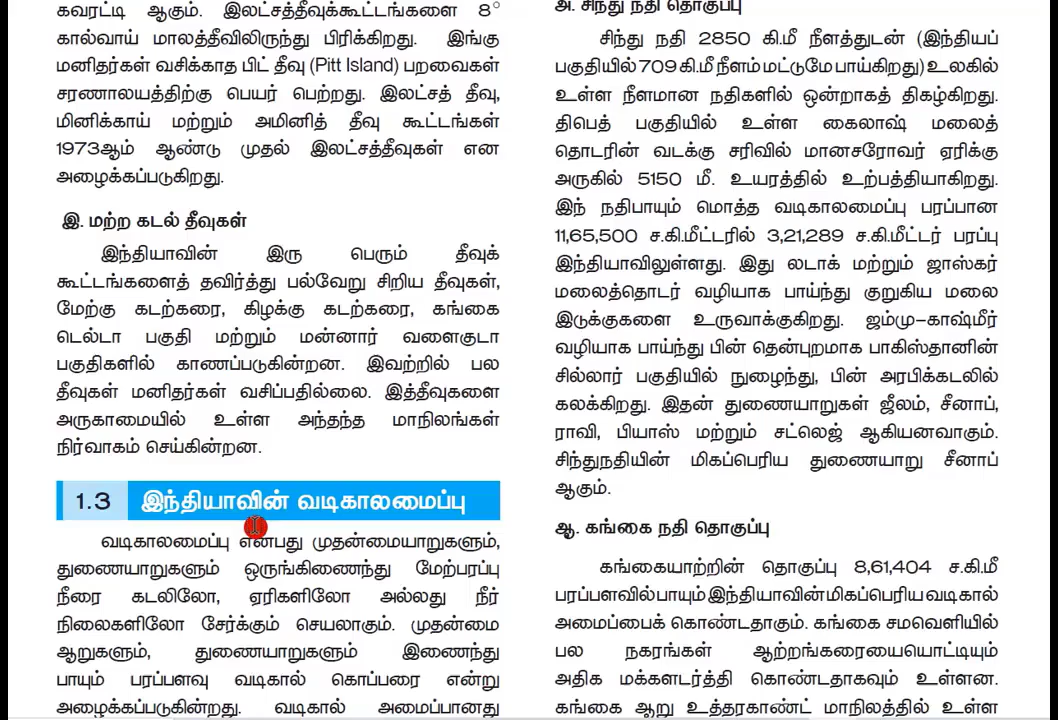 கவரட்டி ஆகும். இலட்சத்தீவுக்கூட்டங்களை 8°
கால்வாய் மாலத்தீவிலிருந்து பிரிக்கிறது. இங்கு
மனிதர்கள் வசிக்காத பிட் தீவு (Pitt Island) பறவைகள்
சரணாலயத்திற்கு பெயர் பெற்றது. இலட்சத் தீவு,
மினிக்காய் மற்றும் அமினித் தீவு கூட்டங்கள்
1973ஆம் ஆண்டு முதல் இலட்சத்தீவுகள் என
அழைக்கப்படுகிறது.
இ. மற்ற கடல் தீவுகள்
இந்தியாவின் இரு பெரும் தீவுக்
கூட்டங்களைத் தவிர்த்து பல்வேறு சிறிய தீவுகள்,
மேற்கு கடற்கரை, கிழக்கு கடற்கரை, கங்கை
டெல்டா பகுதி மற்றும் மன்னார் வளைகுடா
பகுதிகளில் காணப்படுகின்றன. இவற்றில் பல
தீவுகள் மனிதர்கள் வசிப்பதில்லை. இத்தீவுகளை
அருகாமையில் உள்ள அந்தந்த மாநிலங்கள்
நிர்வாகம் செய்கின்றன.
1.3 இந்தியாவின் வடிகாலமைப்பு
வடிகாலமைப்பு என்பது முதன்மையாறுகளும்,
துணையாறுகளும் ஒருங்கிணைந்து மேற்பரப்பு
நீரை கடலிலோ, ஏரிகளிலோ அல்லது நீர்
நிலைகளிலோ சேர்க்கும் செயலாகும். முதன்மை
ஆறுகளும், துணையாறுகளும் இணைந்து
பாயும் பரப்பளவு வடிகால் கொப்பரை என்று
அழைக்கப்படுகின்றது. வடிகால் அமைப்பானது
அ. சிந்து நதி தொகுப்பு
சிந்து நதி 2850 கி.மீ நீளத்துடன் (இந்தியப்
பகுதியில் 709 கி.மீ நீளம் மட்டுமே பாய்கிறது) உலகில்
உள்ள நீளமான நதிகளில் ஒன்றாகத் திகழ்கிறது.
திபெத் பகுதியில் உள்ள கைலாஷ் மலைத்
தொடரின் வடக்கு சரிவில் மானசரோவர் ஏரிக்கு
அருகில் 5150 மீ. உயரத்தில் உற்பத்தியாகிறது.
இந் நதிபாயும் மொத்த வடிகாலமைப்பு பரப்பான
11,65,500 ச.கி.மீட்டரில் 3,21,289 ச.கி.மீட்டர் பரப்பு
இந்தியாவிலுள்ளது. இது லடாக் மற்றும் ஜாஸ்கர்
மலைத்தொடர் வழியாக பாய்ந்து குறுகிய மலை
இடுக்குகளை உருவாக்குகிறது. ஜம்மு–காஷ்மீர்
வழியாக பாய்ந்து பின் தென்புறமாக பாகிஸ்தானின்
சில்லார் பகுதியில் நுழைந்து, பின் அரபிக்கடலில்
கலக்கிறது. இதன் துணையாறுகள் ஜீலம், சீனாப்,
ராவி, பியாஸ் மற்றும் சட்லெஜ் ஆகியனவாகும்.
சிந்துநதியின் மிகப்பெரிய துணையாறு சீனாப்
ஆகும்.
ஆ. கங்கை நதி தொகுப்பு
கங்கையாற்றின் தொகுப்பு 8,61,404 ச.கி.மீ
பரப்பளவில் பாயும் இந்தியாவின் மிகப்பெரிய வடிகால்
அமைப்பைக் கொண்டதாகும். கங்கை சமவெளியில்
பல நகரங்கள் ஆற்றங்கரையையொட்டியும்
அதிக மக்களடர்த்தி கொண்டதாகவும் உள்ளன.
கங்கை ஆறு உத்தரகாண்ட் மாநிலத்தில் உள்ள